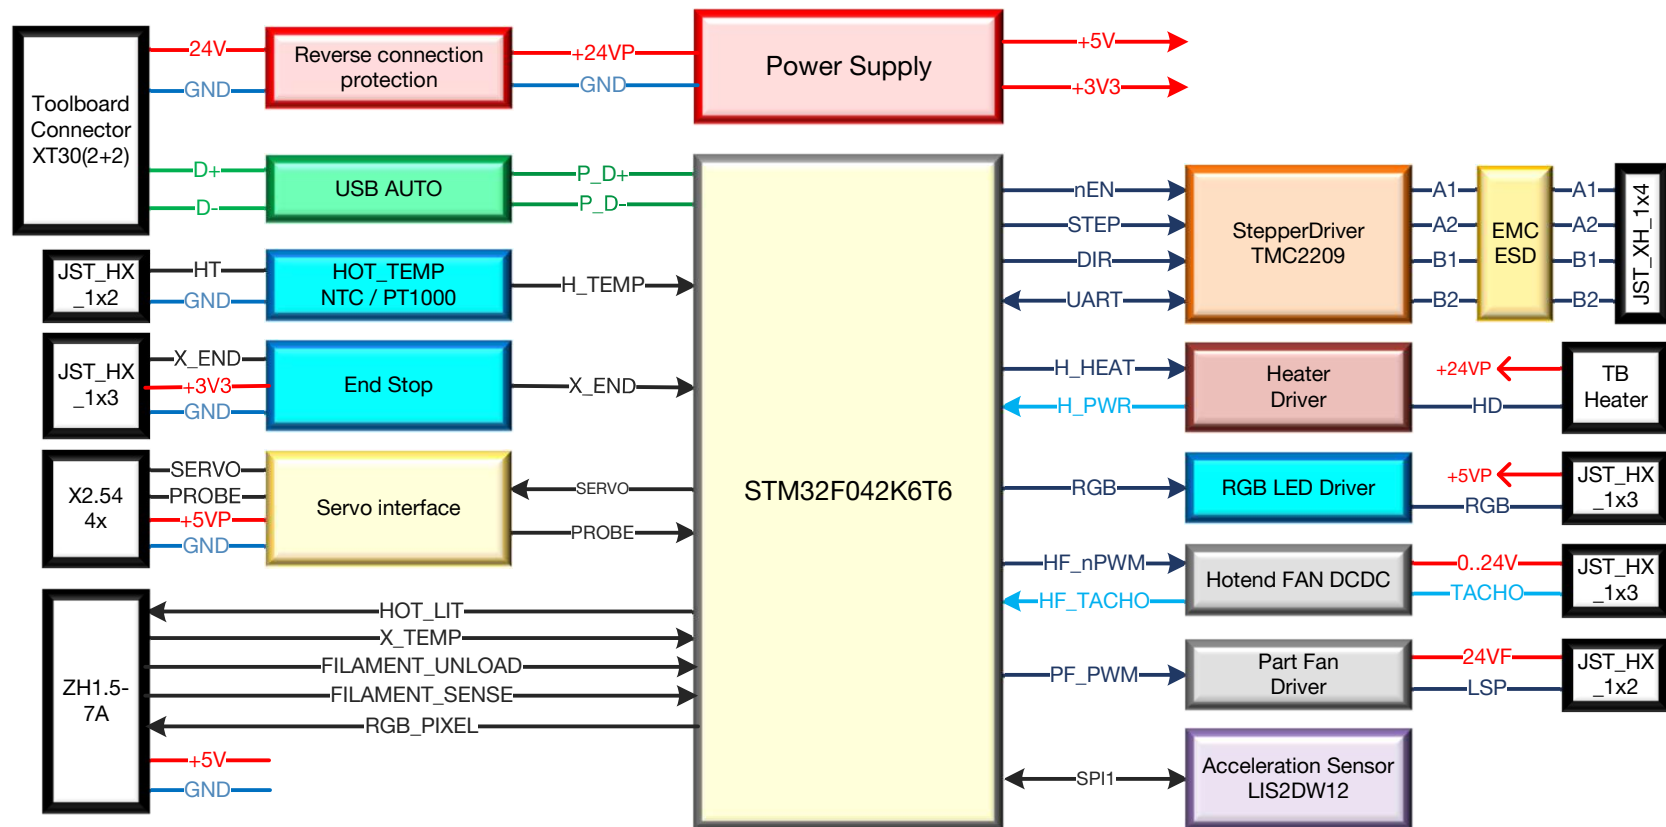 Toolboard
Connector
XT30(2+2)
24V
GND
D+
D-
Reverse connection
protection
+24VP
GND
Power Supply
+5V
+3V3
USB AUTO
P_D+
P_D-
JST_HX
_1x2
HT
GND
HOT_TEMP
NTC / PT1000
H_TEMP
JST_HX
_1x3
X_END
+3V3
GND
End Stop
X_END
X2.54
4x
SERVO
PROBE
+5VP
GND
Servo interface
SERVO
PROBE
ZH1.5-
7A
HOT_LIT
X_TEMP
FILAMENT_UNLOAD
FILAMENT_SENSE
RGB_PIXEL
+5V
GND
STM32F042K6T6
nEN
STEP
DIR
UART
StepperDriver
TMC2209
A1
A2
B1
B2
EMC
ESD
A1
A2
B1
B2
JST_XH_1x4
H_HEAT
H_PWR
Heater
Driver
+24VP
HD
TB
Heater
RGB
RGB LED Driver
+5VP
RGB
JST_HX
_1x3
HF_nPWM
HF_TACHO
Hotend FAN DCDC
0..24V
TACHO
JST_HX
_1x3
PF_PWM
Part Fan
Driver
24VF
LSP
JST_HX
_1x2
SPI1
Acceleration Sensor
LIS2DW12